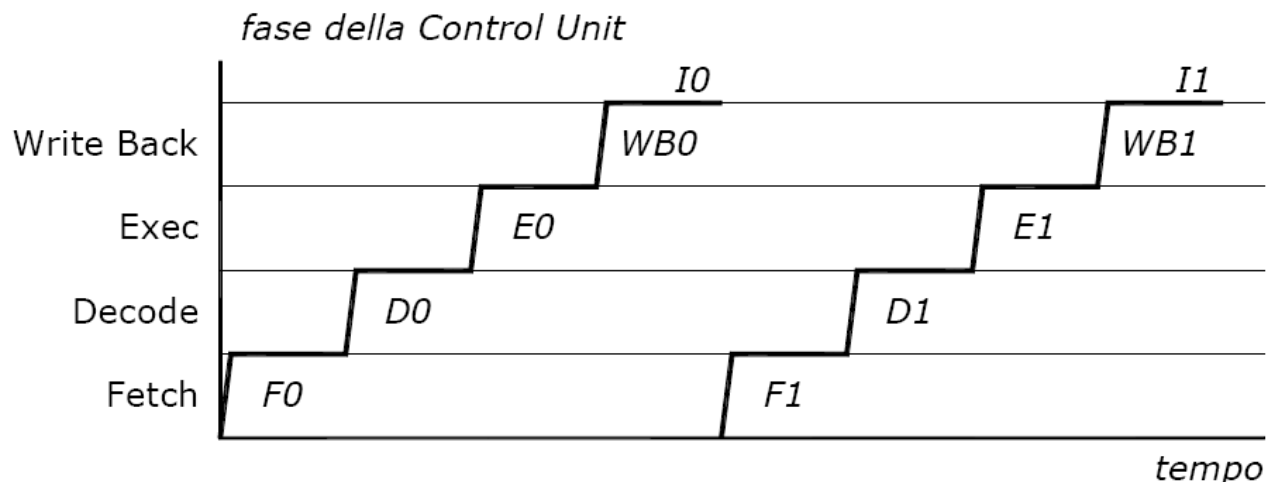 fase della Control Unit
I0 I1
Write Back WB0 WB1
Exec E0 E1
Decode D0 D1
Fetch F0 F1
tempo